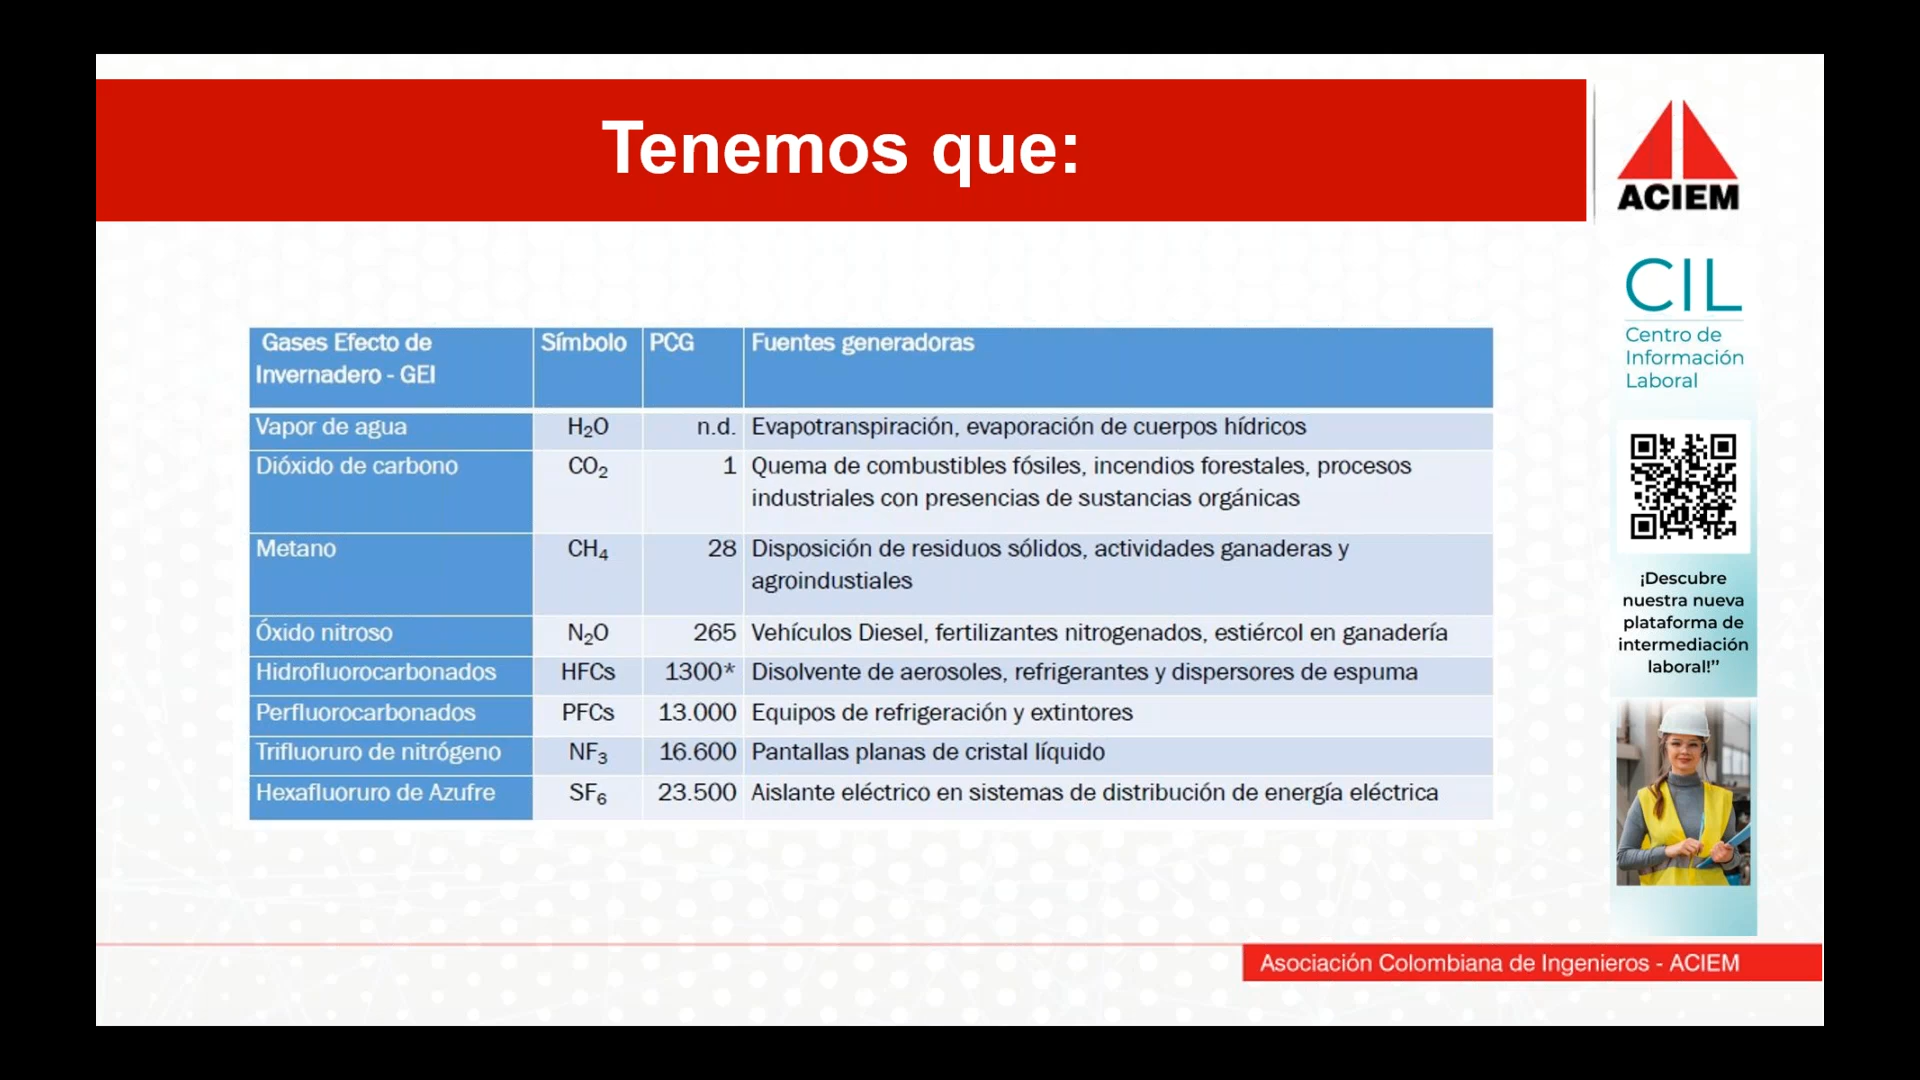 Tenemos que:
ACIEM
CIL
Centro de
Información
Laboral
Gases Efecto de Invernadero - GEI Símbolo PCG Fuentes generadoras
Vapor de agua H₂O n.d. Evapotranspiración, evaporación de cuerpos hídricos
Dióxido de carbono CO₂ 1 Quema de combustibles fósiles, incendios forestales, procesos
industriales con presencias de sustancias orgánicas
Metano CH₄ 28 Disposición de residuos sólidos, actividades ganaderas y
agroindustiales
Óxido nitroso N₂O 265 Vehículos Diesel, fertilizantes nitrogenados, estiércol en ganadería
Hidrofluorocarbonados HFCs 1300* Disolvente de aerosoles, refrigerantes y dispersores de espuma
Perfluorocarbonados PFCs 13.000 Equipos de refrigeración y extintores
Trifluoruro de nitrógeno NF₃ 16.600 Pantallas planas de cristal líquido
Hexafluoruro de Azufre SF₆ 23.500 Aislante eléctrico en sistemas de distribución de energía eléctrica
¡Descubre
nuestra nueva
plataforma de
intermediación
laboral!”
Asociación Colombiana de Ingenieros - ACIEM